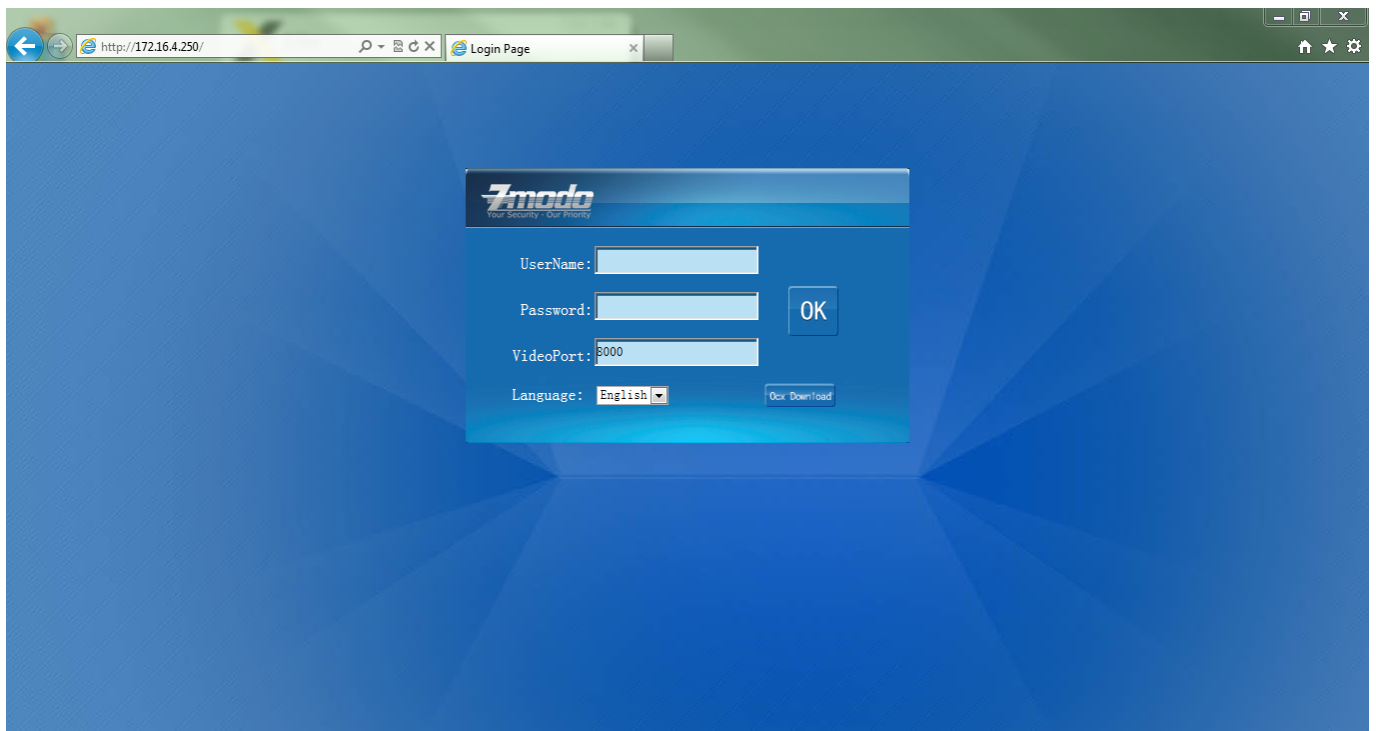 http://172.16.4.250/
Login Page
Zmodo
Your Security - Our Priority
UserName:
Password:
OK
VideoPort: 8000
Language: English
Ocx Download